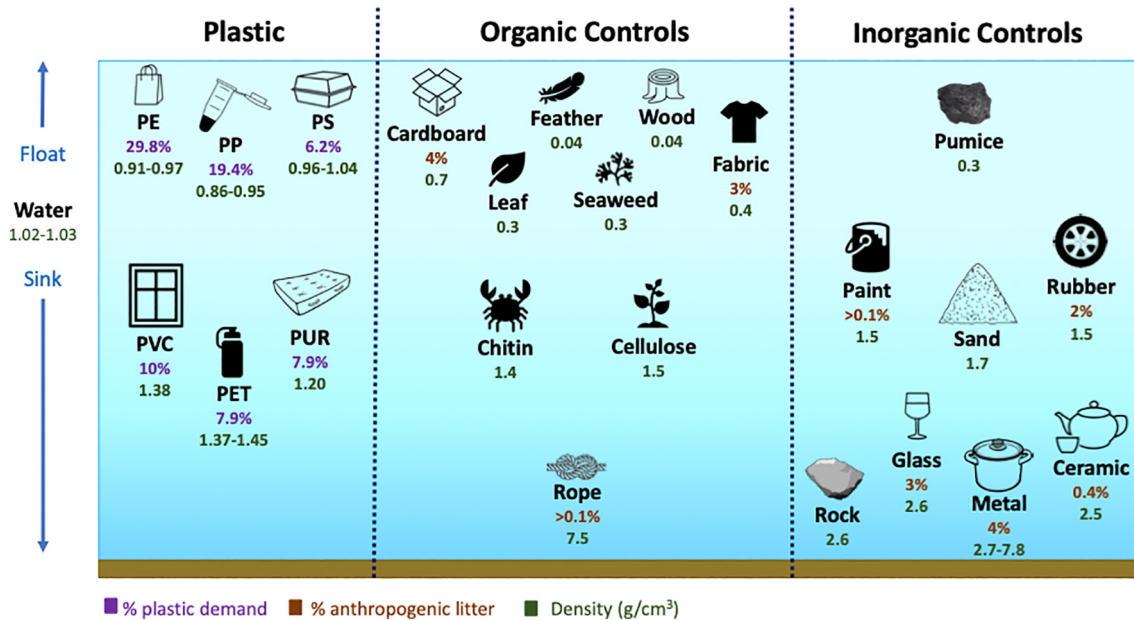 Plastic
Organic Controls
Inorganic Controls
Float
Water
1.02-1.03
Sink
PE
29.8%
0.91-0.97
PP
19.4%
0.86-0.95
PS
6.2%
0.96-1.04
PVC
10%
1.38
PET
7.9%
1.37-1.45
PUR
7.9%
1.20
Cardboard
4%
0.7
Feather
0.04
Wood
0.04
Fabric
3%
0.4
Leaf
0.3
Seaweed
0.3
Chitin
1.4
Cellulose
1.5
Rope
>0.1%
7.5
Pumice
0.3
Paint
>0.1%
1.5
Sand
1.7
Rubber
2%
1.5
Rock
2.6
Glass
3%
2.6
Metal
4%
2.7-7.8
Ceramic
0.4%
2.5
% plastic demand
% anthropogenic litter
Density (g/cm³)